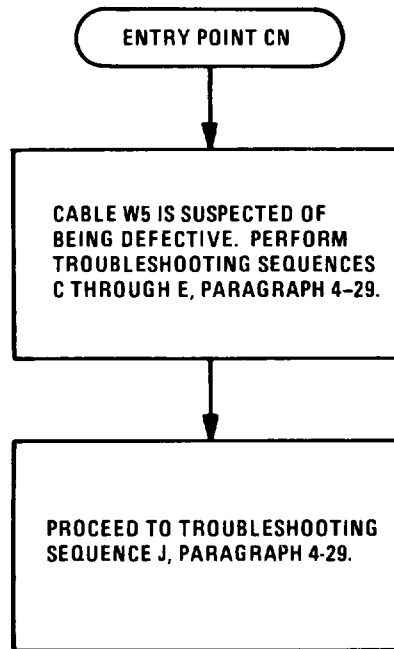 ENTRY POINT CN
CABLE W5 IS SUSPECTED OF
BEING DEFECTIVE. PERFORM
TROUBLESHOOTING SEQUENCES
C THROUGH E, PARAGRAPH 4-29.
PROCEED TO TROUBLESHOOTING
SEQUENCE J, PARAGRAPH 4-29.